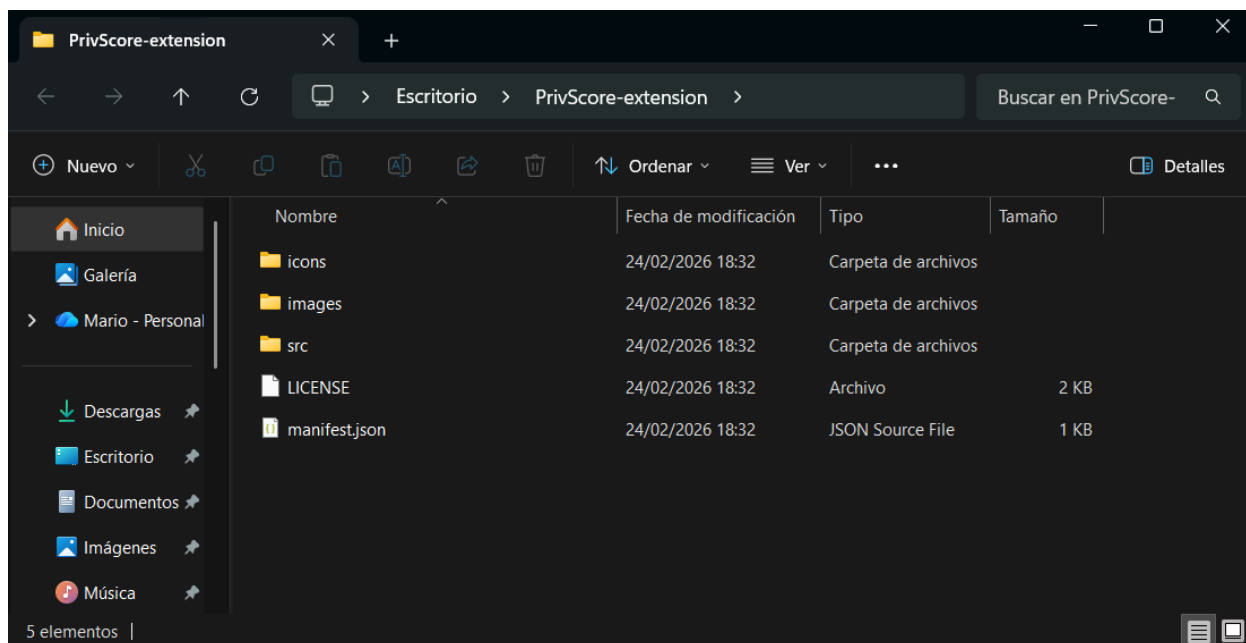 PrivScore-extension
Escritorio > PrivScore-extension >
Buscar en PrivScore-
Nuevo
Ordenar
Ver
Detalles
Inicio
Galería
Mario - Personal
Descargas
Escritorio
Documentos
Imágenes
Música
Nombre Fecha de modificación Tipo Tamaño
icons 24/02/2026 18:32 Carpeta de archivos
images 24/02/2026 18:32 Carpeta de archivos
src 24/02/2026 18:32 Carpeta de archivos
LICENSE 24/02/2026 18:32 Archivo 2 KB
manifest.json 24/02/2026 18:32 JSON Source File 1 KB
5 elementos